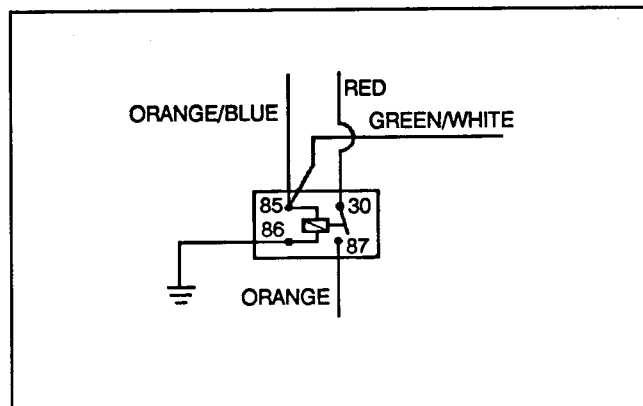 RED
ORANGE/BLUE
GREEN/WHITE
85 30
86 87
ORANGE